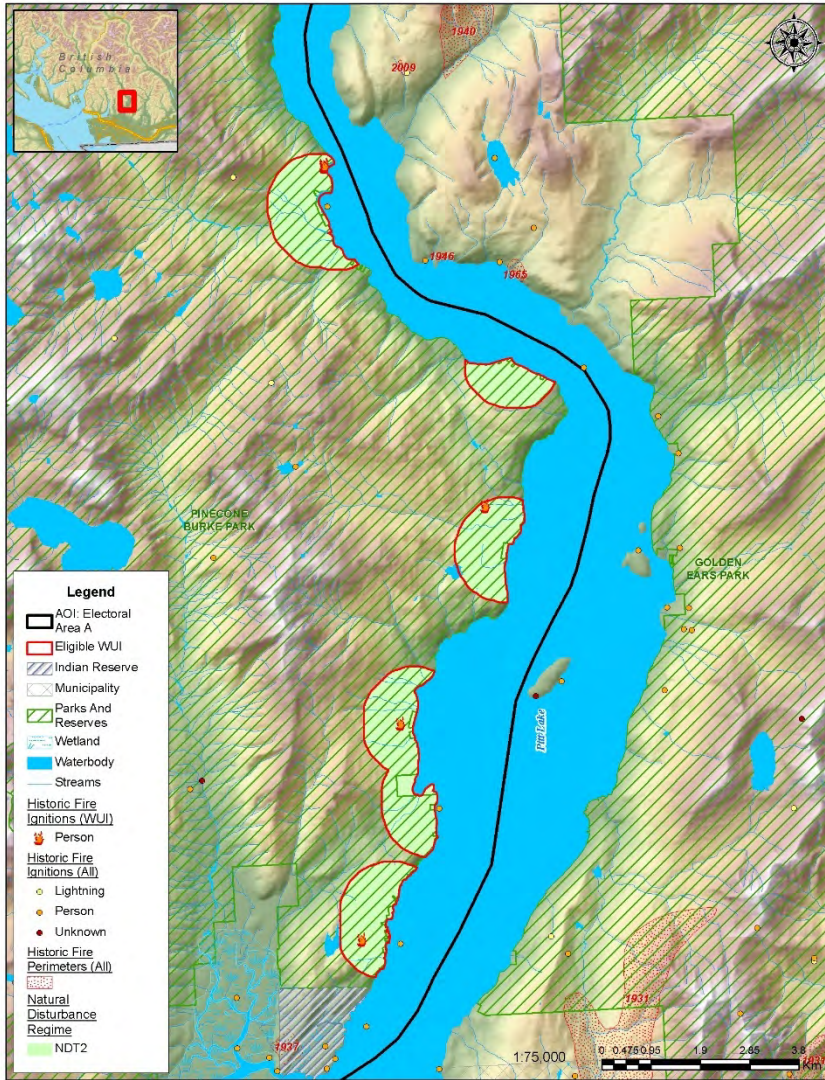 British
Columbia
1940
2009
1946
1965
PINECONE
BURKE PARK
GOLDEN
EARS PARK
Pitt Lake
Legend
AOI: Electoral
Area A
Eligible WUI
Indian Reserve
Municipality
Parks And
Reserves
Wetland
Waterbody
Streams
Historic Fire
Ignitions (WUI)
Person
Historic Fire
Ignitions (All)
Lightning
Person
Unknown
Historic Fire
Perimeters (All)
Natural
Disturbance
Regime
NDT2
1937
1931
1:75,000
0 0.475 0.95 1.9 2.85 3.8
Km